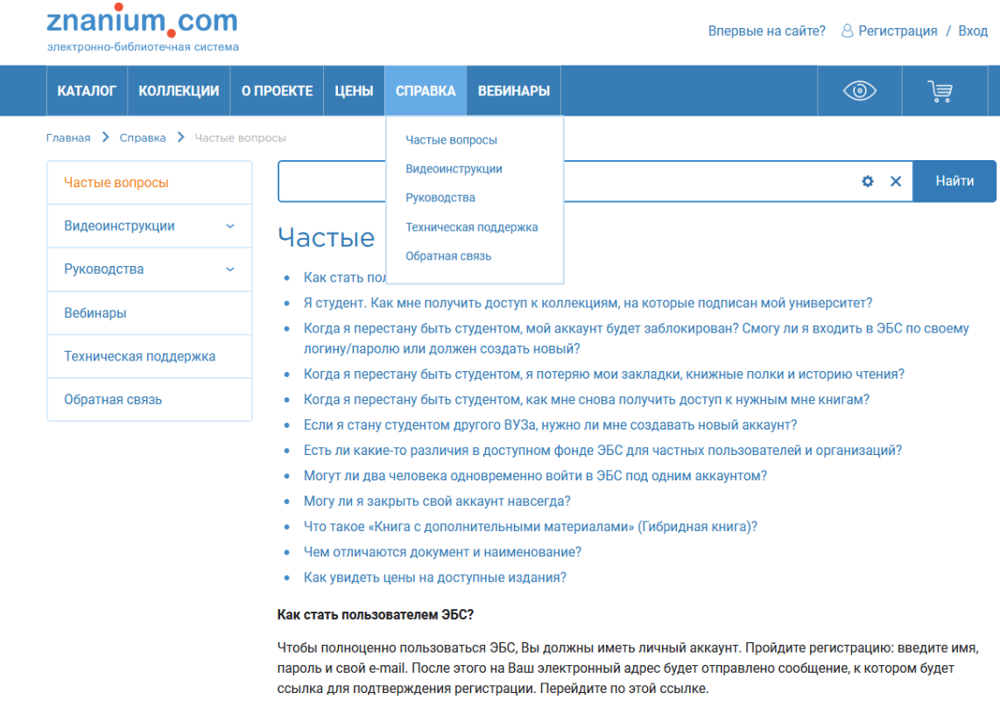 znanium.com
электронно-библиотечная система
Впервые на сайте? Регистрация / Вход
КАТАЛОГ КОЛЛЕКЦИИ О ПРОЕКТЕ ЦЕНЫ СПРАВКА ВЕБИНАРЫ
Главная Справка Частые вопросы
Частые вопросы
Видеоинструкции
Руководства
Техническая поддержка
Обратная связь
Частые вопросы
Видеоинструкции
Руководства
Вебинары
Техническая поддержка
Обратная связь
Найти
Частые
Как стать
Я студент. Как мне получить доступ к коллекциям, на которые подписан мой университет?
Когда я перестану быть студентом, мой аккаунт будет заблокирован? Смогу ли я входить в ЭБС по своему
логину/паролю или должен создать новый?
Когда я перестану быть студентом, я потеряю мои закладки, книжные полки и историю чтения?
Когда я перестану быть студентом, как мне снова получить доступ к нужным мне книгам?
Если я стану студентом другого ВУЗа, нужно ли мне создавать новый аккаунт?
Есть ли какие-то различия в доступном фонде ЭБС для частных пользователей и организаций?
Могут ли два человека одновременно войти в ЭБС под одним аккаунтом?
Могу ли я закрыть свой аккаунт навсегда?
Что такое «Книга с дополнительными материалами» (Гибридная книга)?
Чем отличаются документ и наименование?
Как увидеть цены на доступные издания?
Как стать пользователем ЭБС?
Чтобы полноценно пользоваться ЭБС, Вы должны иметь личный аккаунт. Пройдите регистрацию: введите имя,
пароль и свой e-mail. После этого на Ваш электронный адрес будет отправлено сообщение, к котором будет
ссылка для подтверждения регистрации. Перейдите по этой ссылке.